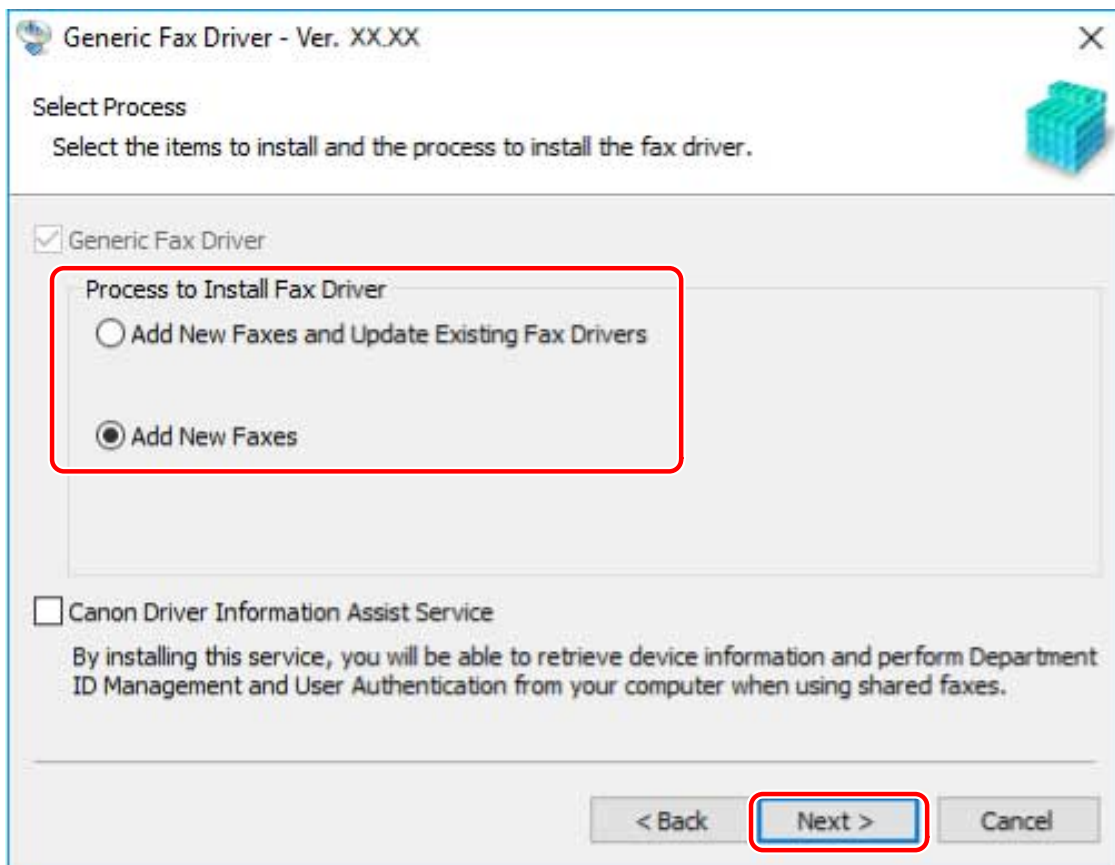 Generic Fax Driver - Ver. XX.XX
Select Process
Select the items to install and the process to install the fax driver.
Generic Fax Driver
Process to Install Fax Driver
Add New Faxes and Update Existing Fax Drivers
Add New Faxes
Canon Driver Information Assist Service
By installing this service, you will be able to retrieve device information and perform Department
ID Management and User Authentication from your computer when using shared faxes.
< Back Next > Cancel